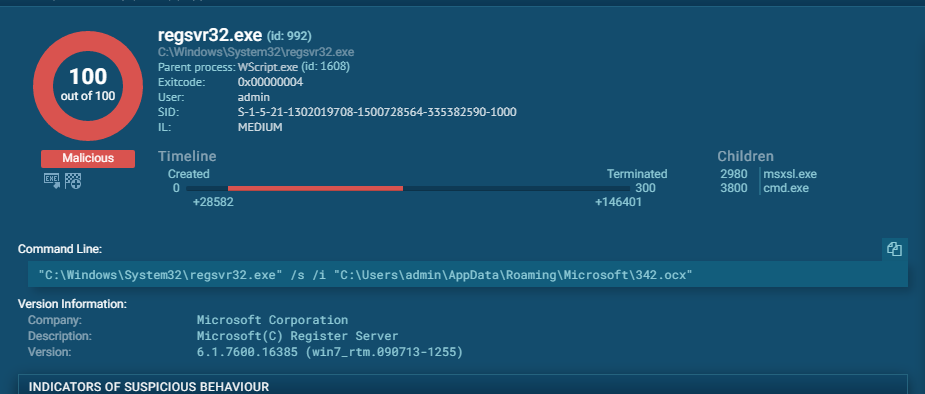 regsvr32.exe (id: 992)
C:\Windows\System32\regsvr32.exe
Parent process: WScript.exe (id: 1608)
Exitcode: 0x00000004
User: admin
SID: S-1-5-21-1302019708-1500728564-335382590-1000
IL: MEDIUM
100
out of 100
Malicious
EXE
Timeline
Created Terminated
0 300
+28582 +146401
Children
2980 msxsl.exe
3800 cmd.exe
Command Line:
"C:\Windows\System32\regsvr32.exe" /s /i "C:\Users\admin\AppData\Roaming\Microsoft\342.ocx"
Version Information:
Company: Microsoft Corporation
Description: Microsoft(C) Register Server
Version: 6.1.7600.16385 (win7_rtm.090713-1255)
INDICATORS OF SUSPICIOUS BEHAVIOUR